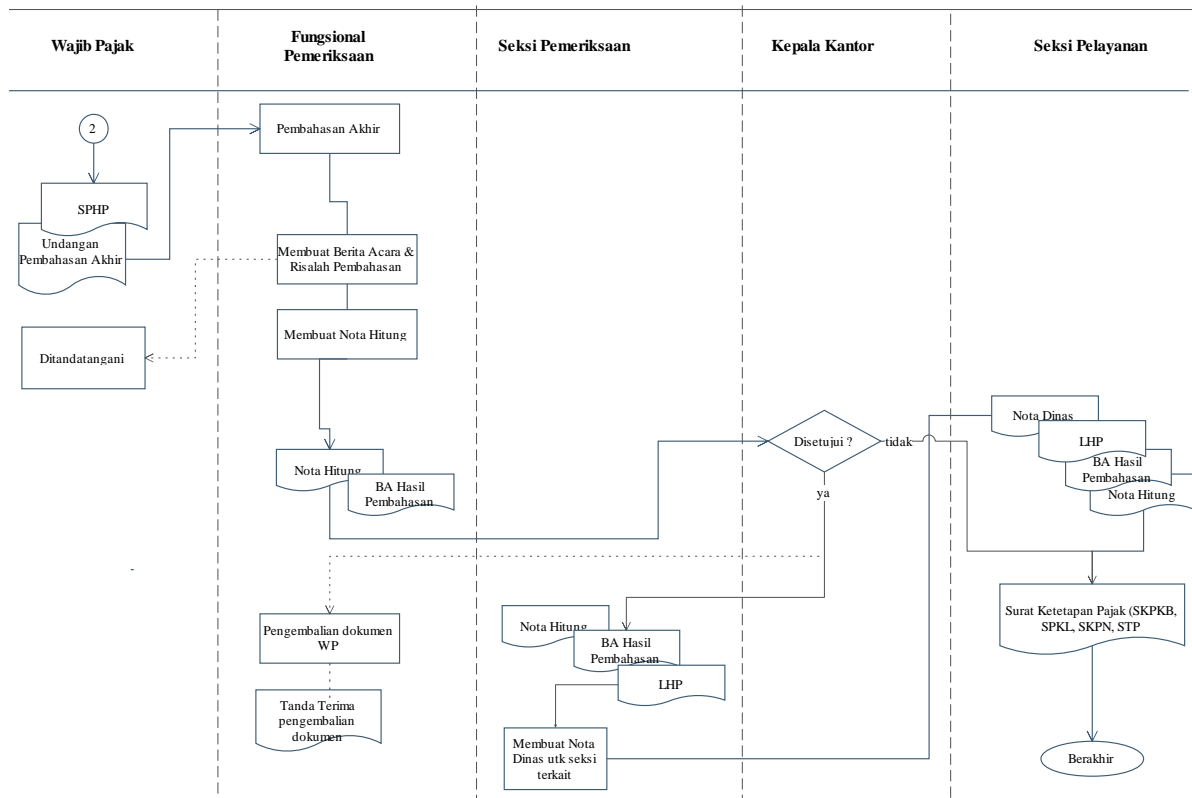 Wajib Pajak
Fungsional
Pemeriksaan
Seksi Pemeriksaan
Kepala Kantor
Seksi Pelayanan
2
SPHP
Undangan
Pembahasan Akhir
Ditandatangani
-
Pembahasan Akhir
Membuat Berita Acara &
Risalah Pembahasan
Membuat Nota Hitung
Nota Hitung
BA Hasil
Pembahasan
Pengembalian dokumen
WP
Tanda Terima
pengembalian
dokumen
Nota Hitung
BA Hasil
Pembahasan
LHP
Membuat Nota
Dinas utk seksi
terkait
Disetujui ?
tidak
ya
Nota Dinas
LHP
BA Hasil
Pembahasan
Nota Hitung
Surat Ketetapan Pajak (SKPKB,
SPKL, SKPN, STP
Berakhir